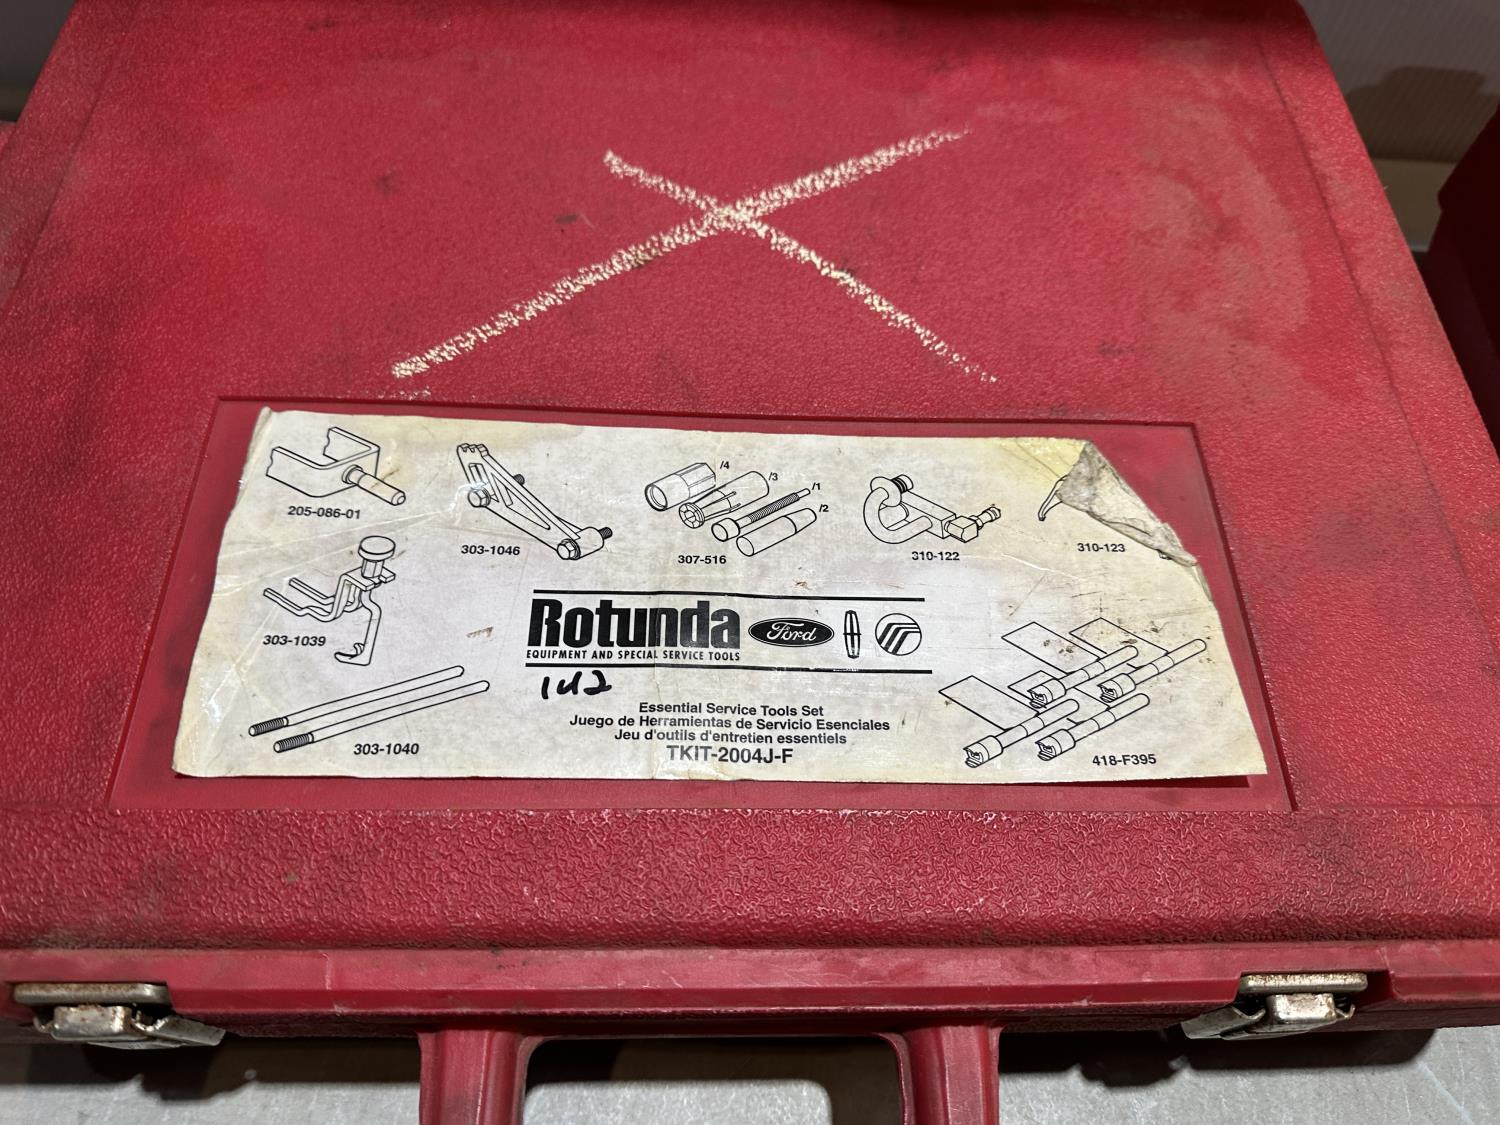 /4
/3
/1
/2
205-086-01
303-1046
307-516
310-122
310-123
303-1039
Rotunda
Ford
EQUIPMENT AND SPECIAL SERVICE TOOLS
303-1040
Essential Service Tools Set
Juego de Herramientas de Servicio Esenciales
Jeu d'outils d'entretien essentiels
TKIT-2004J-F
418-F395